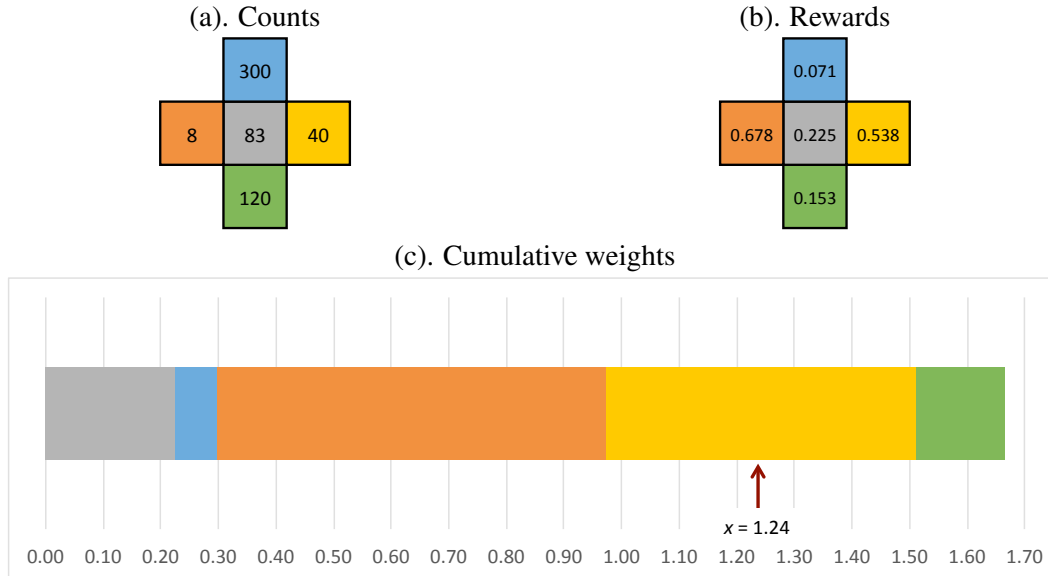 (a). Counts
(b). Rewards
300
8 83 40
120
0.071
0.678 0.225 0.538
0.153
(c). Cumulative weights
x = 1.24
0.00 0.10 0.20 0.30 0.40 0.50 0.60 0.70 0.80 0.90 1.00 1.10 1.20 1.30 1.40 1.50 1.60 1.70